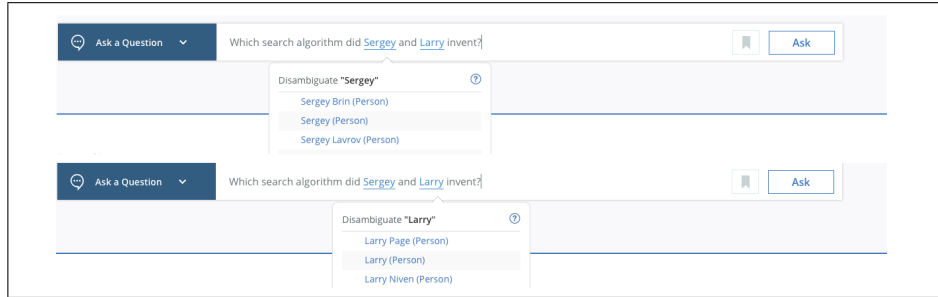 Ask a Question Which search algorithm did Sergey and Larry invent? Ask
Disambiguate "Sergey" ?
Sergey Brin (Person)
Sergey (Person)
Sergey Lavrov (Person)
Ask a Question Which search algorithm did Sergey and Larry invent? Ask
Disambiguate "Larry" ?
Larry Page (Person)
Larry (Person)
Larry Niven (Person)